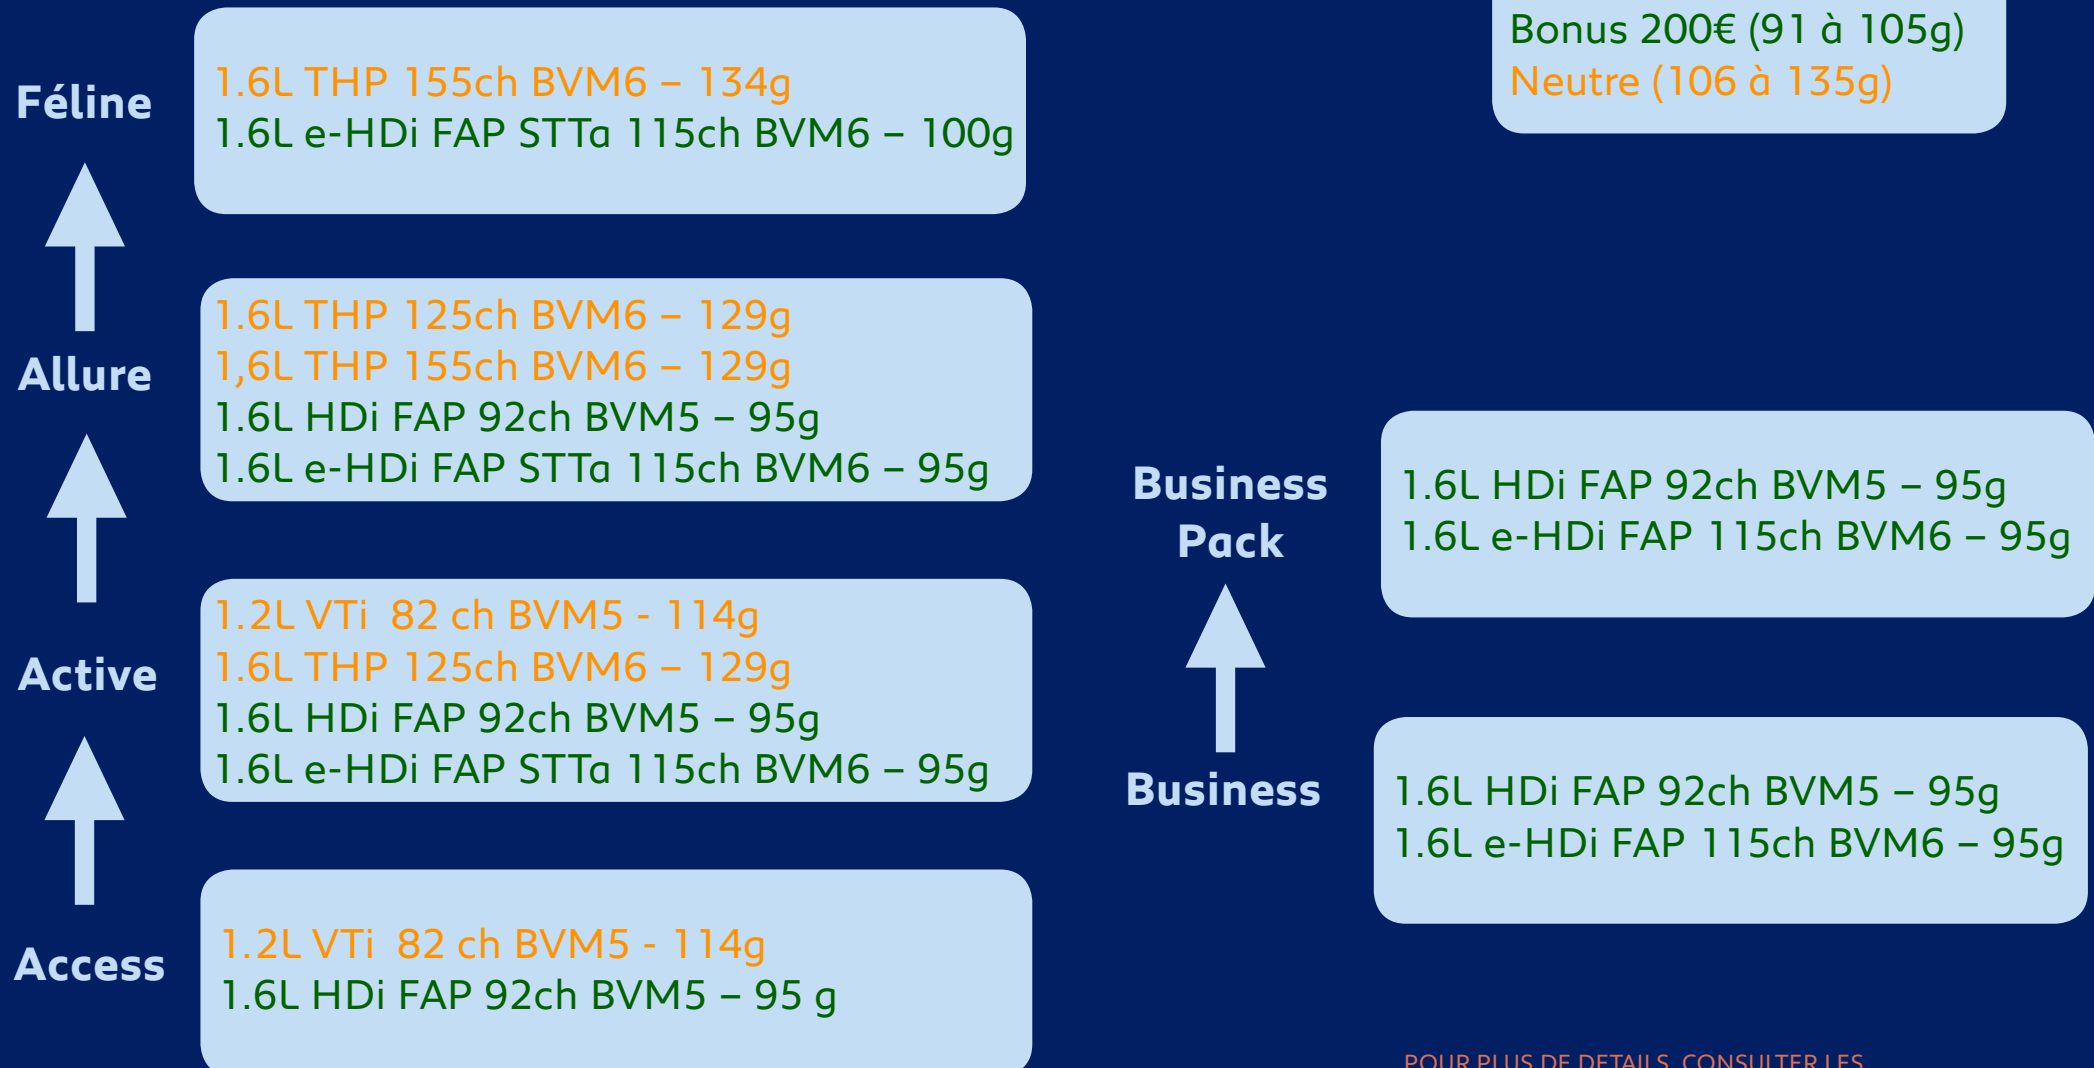 Bonus 200€ (91 à 105g)
Neutre (106 à 135g)
Féline
1.6L THP 155ch BVM6 – 134g
1.6L e-HDi FAP STTa 115ch BVM6 – 100g
Allure
1.6L THP 125ch BVM6 – 129g
1,6L THP 155ch BVM6 – 129g
1.6L HDi FAP 92ch BVM5 – 95g
1.6L e-HDi FAP STTa 115ch BVM6 – 95g
Active
1.2L VTi  82 ch BVM5 - 114g
1.6L THP 125ch BVM6 – 129g
1.6L HDi FAP 92ch BVM5 – 95g
1.6L e-HDi FAP STTa 115ch BVM6 – 95g
Access
1.2L VTi  82 ch BVM5 - 114g
1.6L HDi FAP 92ch BVM5 – 95 g
Business
Pack
1.6L HDi FAP 92ch BVM5 – 95g
1.6L e-HDi FAP 115ch BVM6 – 95g
Business
1.6L HDi FAP 92ch BVM5 – 95g
1.6L e-HDi FAP 115ch BVM6 – 95g
POUR PLUS DE DETAILS, CONSULTER LES